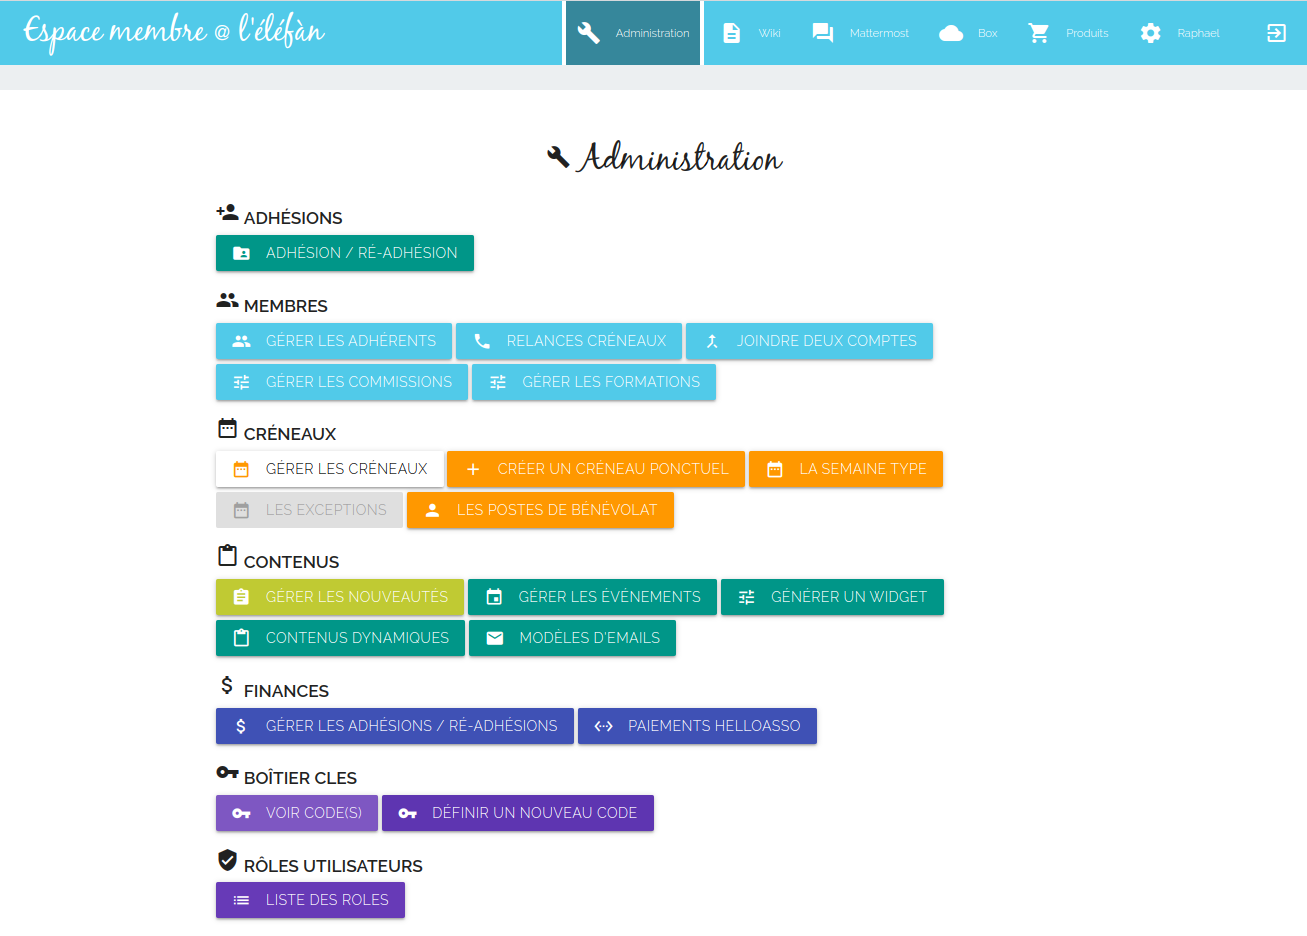 Espace membre @ l'éléfàn
Administration
Wiki
Mattermost
Box
Produits
Raphael
Administration
ADHÉSIONS
ADHÉSION / RÉ-ADHÉSION
MEMBRES
GÉRER LES ADHÉRENTS
RELANCES CRÉNEAUX
JOINDRE DEUX COMPTES
GÉRER LES COMMISSIONS
GÉRER LES FORMATIONS
CRÉNEAUX
GÉRER LES CRÉNEAUX
CRÉER UN CRÉNEAU PONCTUEL
LA SEMAINE TYPE
LES EXCEPTIONS
LES POSTES DE BÉNÉVOLAT
CONTENUS
GÉRER LES NOUVEAUTÉS
GÉRER LES ÉVÉNEMENTS
GÉNÉRER UN WIDGET
CONTENUS DYNAMIQUES
MODÈLES D'EMAILS
FINANCES
GÉRER LES ADHÉSIONS / RÉ-ADHÉSIONS
PAIEMENTS HELLOASSO
BOÎTIER CLES
VOIR CODE(S)
DÉFINIR UN NOUVEAU CODE
RÔLES UTILISATEURS
LISTE DES ROLES